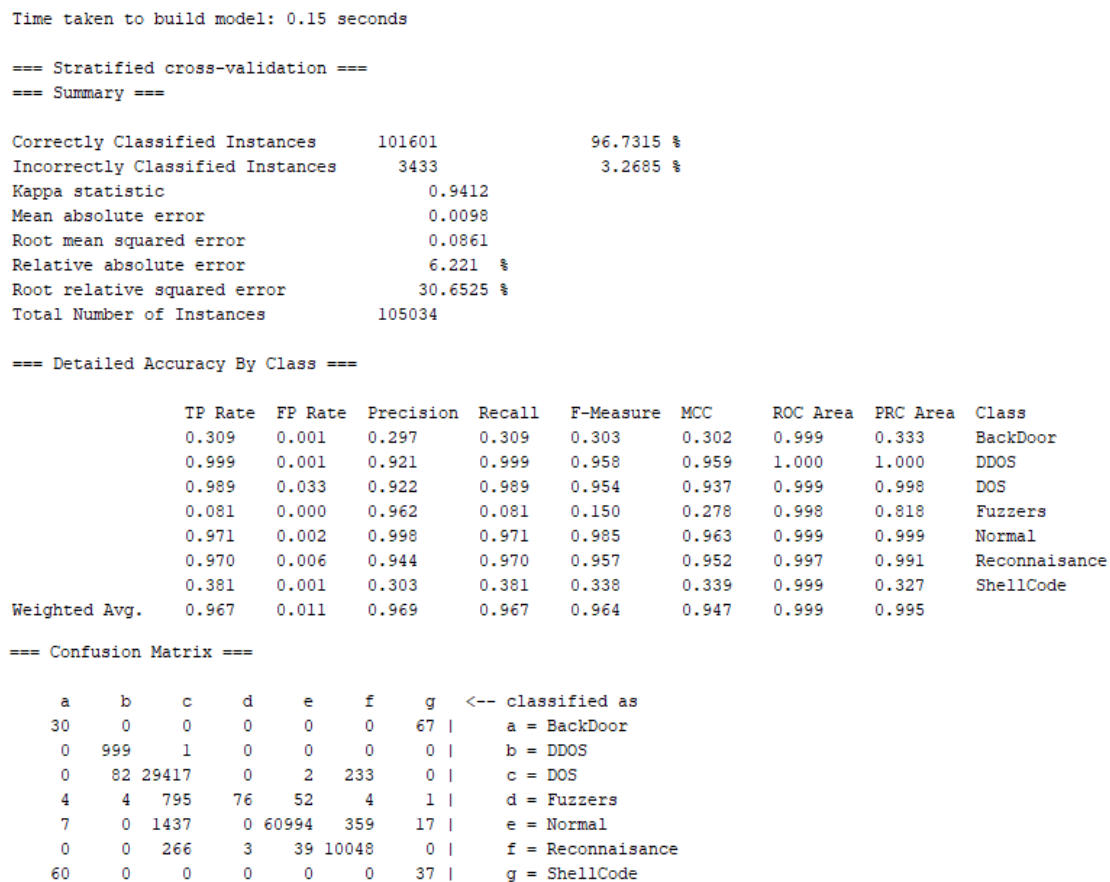 Time taken to build model: 0.15 seconds
=== Stratified cross-validation ===
=== Summary ===
Correctly Classified Instances 101601 96.7315 %
Incorrectly Classified Instances 3433 3.2685 %
Kappa statistic 0.9412
Mean absolute error 0.0098
Root mean squared error 0.0861
Relative absolute error 6.221 %
Root relative squared error 30.6525 %
Total Number of Instances 105034
=== Detailed Accuracy By Class ===
TP Rate FP Rate Precision Recall F-Measure MCC ROC Area PRC Area Class
0.309 0.001 0.297 0.309 0.303 0.302 0.999 0.333 BackDoor
0.999 0.001 0.921 0.999 0.958 0.959 1.000 1.000 DDOS
0.989 0.033 0.922 0.989 0.954 0.937 0.999 0.998 DOS
0.081 0.000 0.962 0.081 0.150 0.278 0.998 0.818 Fuzzers
0.971 0.002 0.998 0.971 0.985 0.963 0.999 0.999 Normal
0.970 0.006 0.944 0.970 0.957 0.952 0.997 0.991 Reconnaisance
0.381 0.001 0.303 0.381 0.338 0.339 0.999 0.327 ShellCode
Weighted Avg. 0.967 0.011 0.969 0.967 0.964 0.947 0.999 0.995
=== Confusion Matrix ===
a b c d e f g <-- classified as
30 0 0 0 0 0 67 | a = BackDoor
0 999 1 0 0 0 0 | b = DDOS
0 82 29417 0 2 233 0 | c = DOS
4 4 795 76 52 4 1 | d = Fuzzers
7 0 1437 0 60994 359 17 | e = Normal
0 0 266 3 39 10048 0 | f = Reconnaisance
60 0 0 0 0 0 37 | g = ShellCode